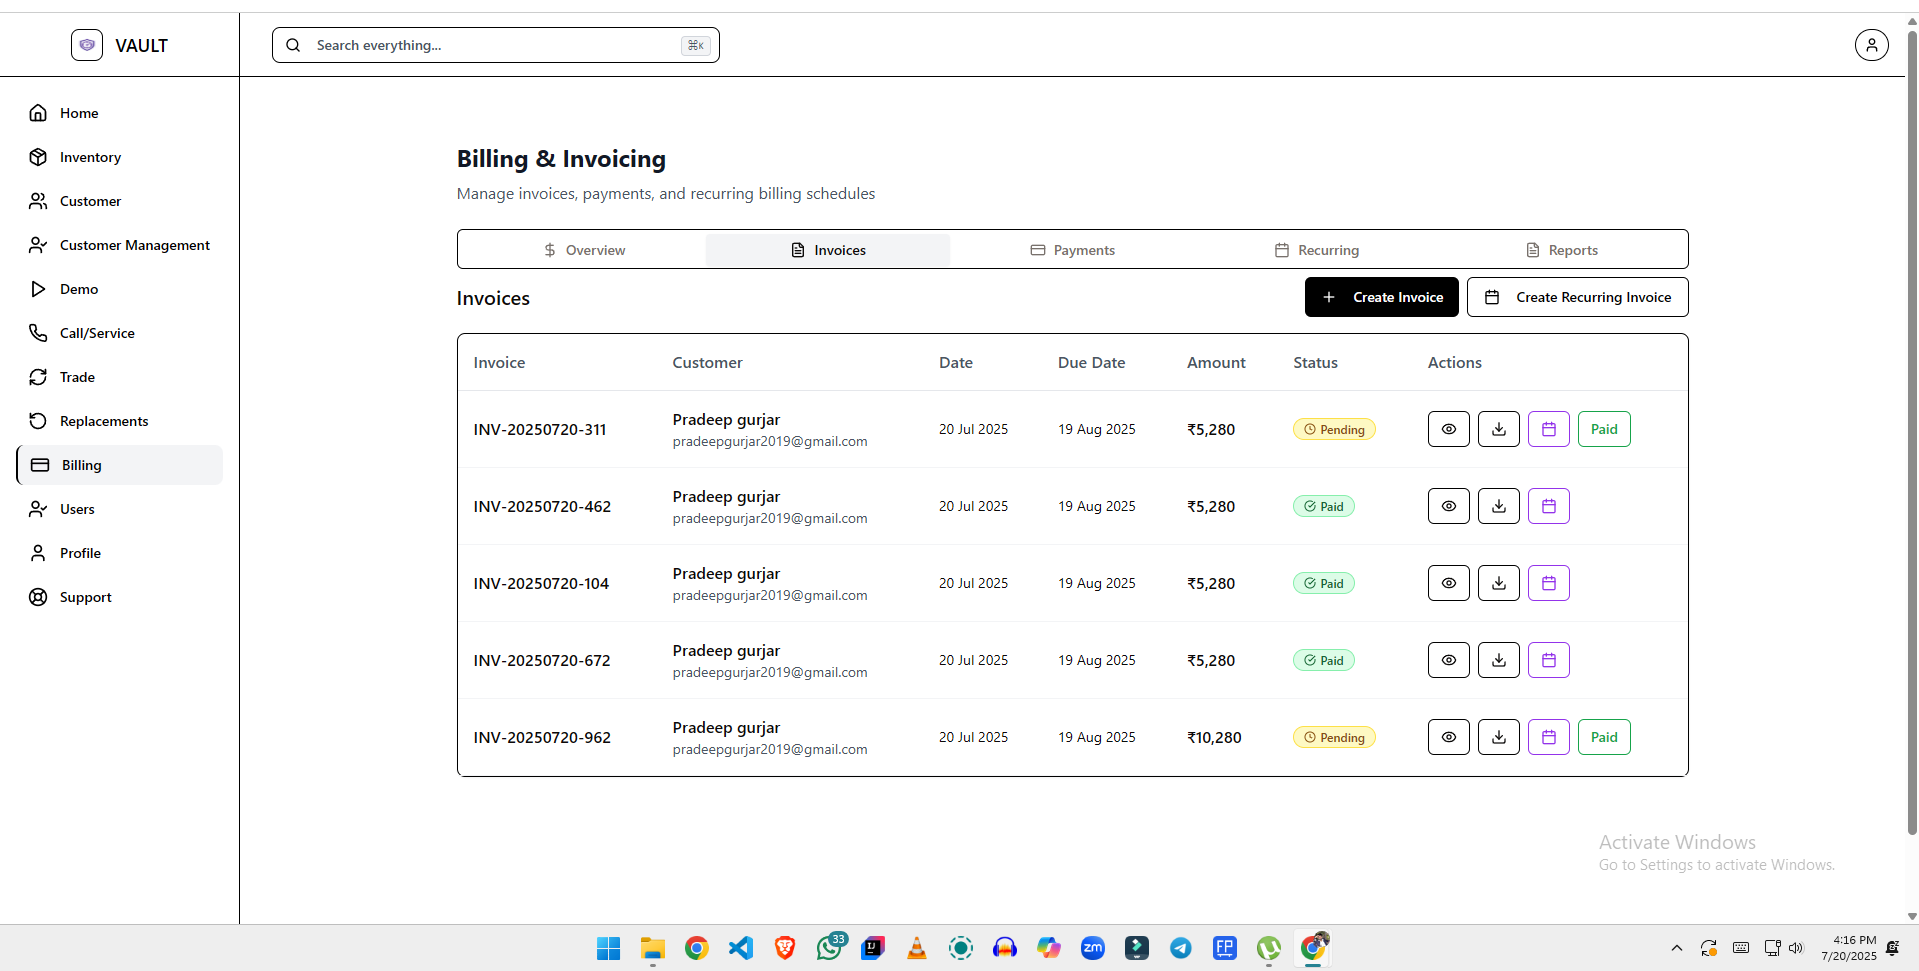 VAULT
Search everything...
⌘K
Home
Inventory
Customer
Customer Management
Demo
Call/Service
Trade
Replacements
Billing
Users
Profile
Support
Billing & Invoicing
Manage invoices, payments, and recurring billing schedules
Overview Invoices Payments Recurring Reports
Invoices
Create Invoice Create Recurring Invoice
Invoice Customer Date Due Date Amount Status Actions
INV-20250720-311 Pradeep gurjar 20 Jul 2025 19 Aug 2025 ₹5,280 Pending Paid
pradeepgurjar2019@gmail.com
INV-20250720-462 Pradeep gurjar 20 Jul 2025 19 Aug 2025 ₹5,280 Paid
pradeepgurjar2019@gmail.com
INV-20250720-104 Pradeep gurjar 20 Jul 2025 19 Aug 2025 ₹5,280 Paid
pradeepgurjar2019@gmail.com
INV-20250720-672 Pradeep gurjar 20 Jul 2025 19 Aug 2025 ₹5,280 Paid
pradeepgurjar2019@gmail.com
INV-20250720-962 Pradeep gurjar 20 Jul 2025 19 Aug 2025 ₹10,280 Pending Paid
pradeepgurjar2019@gmail.com
Activate Windows
Go to Settings to activate Windows.
33
IJ
zm
FP
4:16 PM
7/20/2025